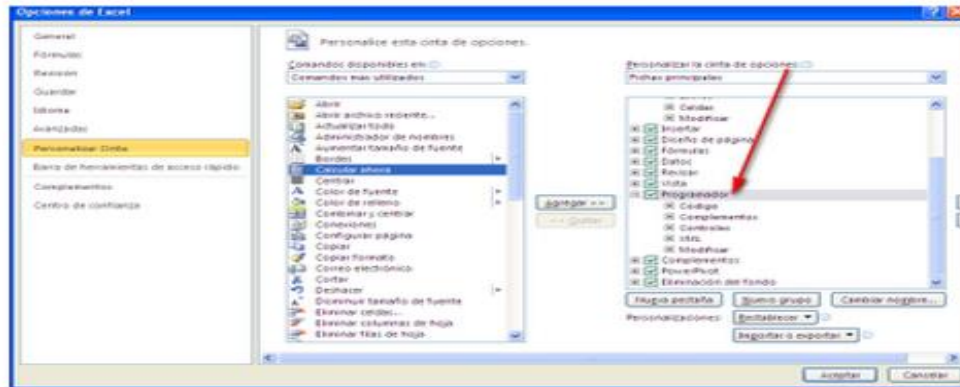 Opciones de Excel
General
Fórmulas
Revisión
Guardar
Idioma
Avanzadas
Personalizar Cinta
Barra de herramientas de acceso rápido
Complementos
Centro de confianza
Personalice esta cinta de opciones.
Comandos disponibles en:
Comandos más utilizados
Abrir
Abrir archivo reciente...
Actualizar todo
Administrador de nombres
Aumentar tamaño de fuente
Bordes
Calcular ahora
Centrar
Color de fuente
Color de relleno
Combinar y centrar
Conexiones
Configurar página
Copiar
Copiar formato
Correo electrónico
Cortar
Deshacer
Disminuir tamaño de fuente
Eliminar celdas...
Eliminar columnas de hoja
Eliminar filas de hoja
Agregar >>
<< Quitar
Personalizar la cinta de opciones:
Fichas principales
Celdas
Modificar
Insertar
Diseño de página
Fórmulas
Datos
Revisar
Vista
Programador
Código
Complementos
Controles
XML
Modificar
Complementos
PowerPivot
Eliminación del fondo
Nueva pestaña
Nuevo grupo
Cambiar nombre...
Personalizaciones:
Restablecer
Importar o exportar
Aceptar
Cancelar